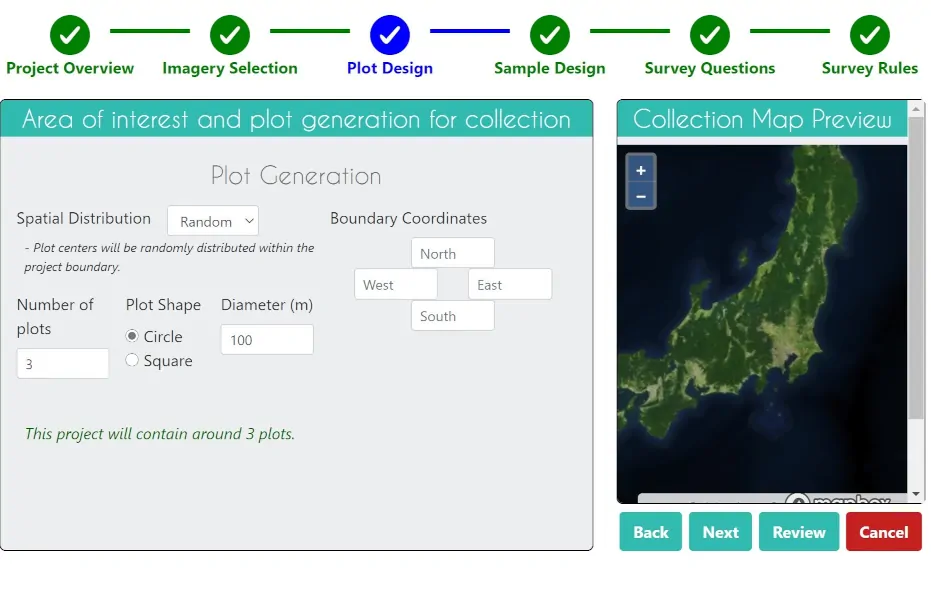 Project Overview
Imagery Selection
Plot Design
Sample Design
Survey Questions
Survey Rules
Area of interest and plot generation for collection
Collection Map Preview
Plot Generation
Spatial Distribution
Random
- Plot centers will be randomly distributed within the
project boundary.
Boundary Coordinates
North
West
East
South
Number of
plots
3
Plot Shape
Circle
Square
Diameter (m)
100
This project will contain around 3 plots.
+
–
mapbox
Back
Next
Review
Cancel